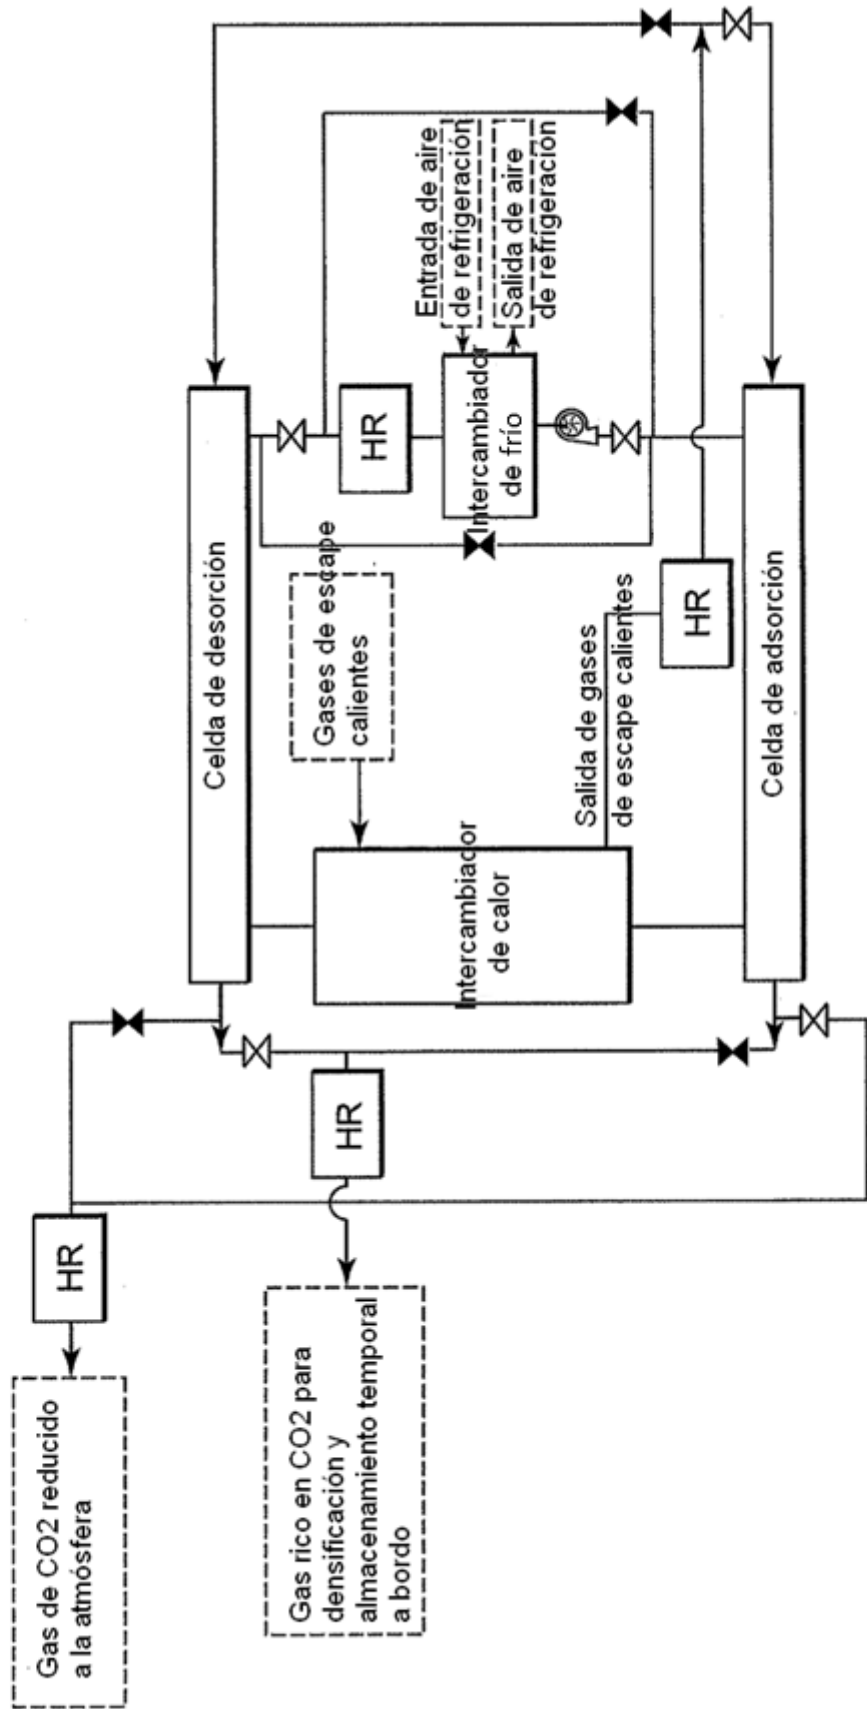 Gas de CO2 reducido
a la atmósfera
HR
Celda de desorción
Gas rico en CO2 para
densificación y
almacenamiento temporal
a bordo
HR
Gases de escape
calientes
HR
Intercambiador
de calor
Intercambiador
de frío
Entrada de aire
de refrigeración
Salida de aire
de refrigeración
Salida de gases
de escape calientes
HR
Celda de adsorción